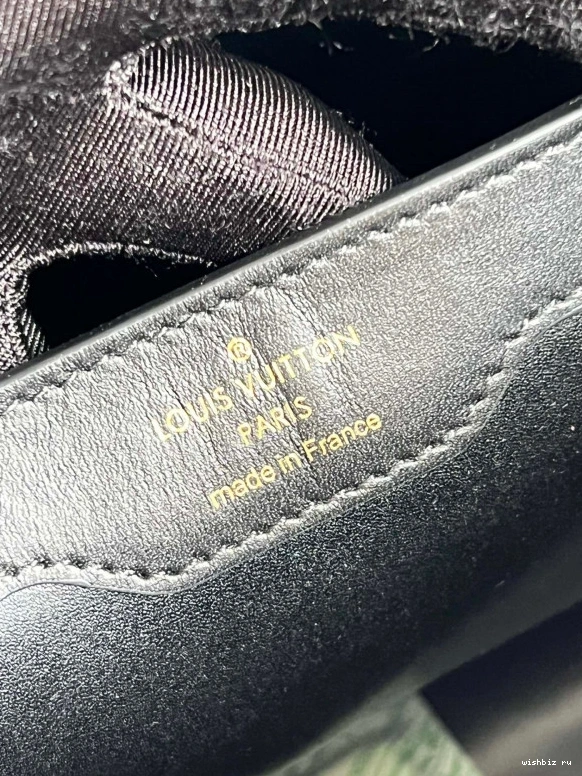 ®
LOUIS VUITTON
PARIS
made in France
wishbiz ru